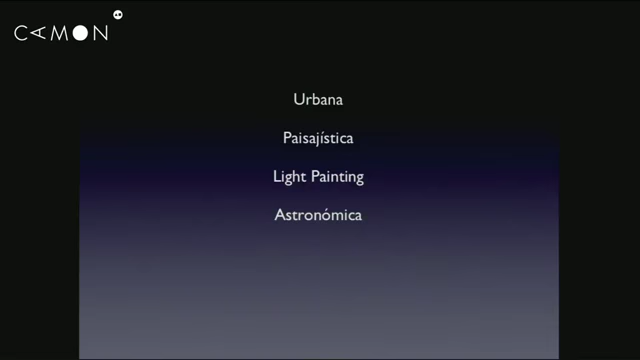 CAMON
Urbana
Paisajística
Light Painting
Astronómica